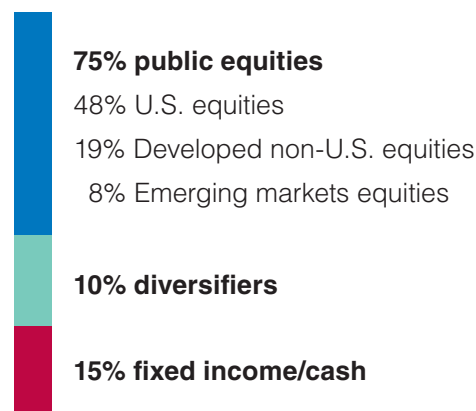 75% public equities
48% U.S. equities
19% Developed non-U.S. equities
8% Emerging markets equities
10% diversifiers
15% fixed income/cash